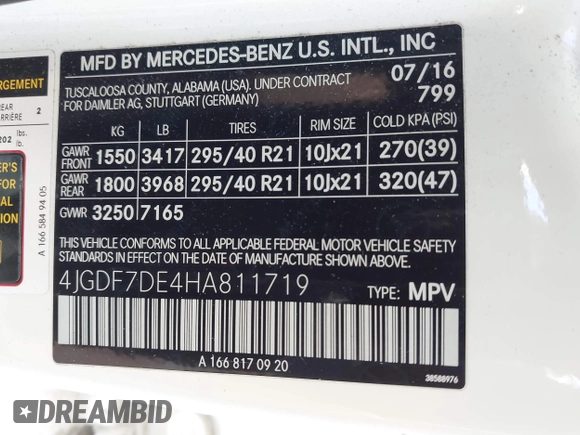 MFD BY MERCEDES-BENZ U.S. INTL., INC
TUSCALOOSA COUNTY, ALABAMA (USA). UNDER CONTRACT
FOR DAIMLER AG, STUTTGART (GERMANY)
07/16
799
KG LB TIRES RIM SIZE COLD KPA(PSI)
GAWR FRONT 1550 3417 295/40 R21 10Jx21 270(39)
GAWR REAR 1800 3968 295/40 R21 10Jx21 320(47)
GVWR 3250 7165
THIS VEHICLE CONFORMS TO ALL APPLICABLE FEDERAL MOTOR VEHICLE SAFETY
STANDARDS IN EFFECT ON THE DATE OF MANUFACTURE SHOWN ABOVE.
4JGDF7DE4HA811719 TYPE: MPV
A 166 817 09 20
38588976
A 166 584 94 05
2
lbs.
lb.
DREAMBID